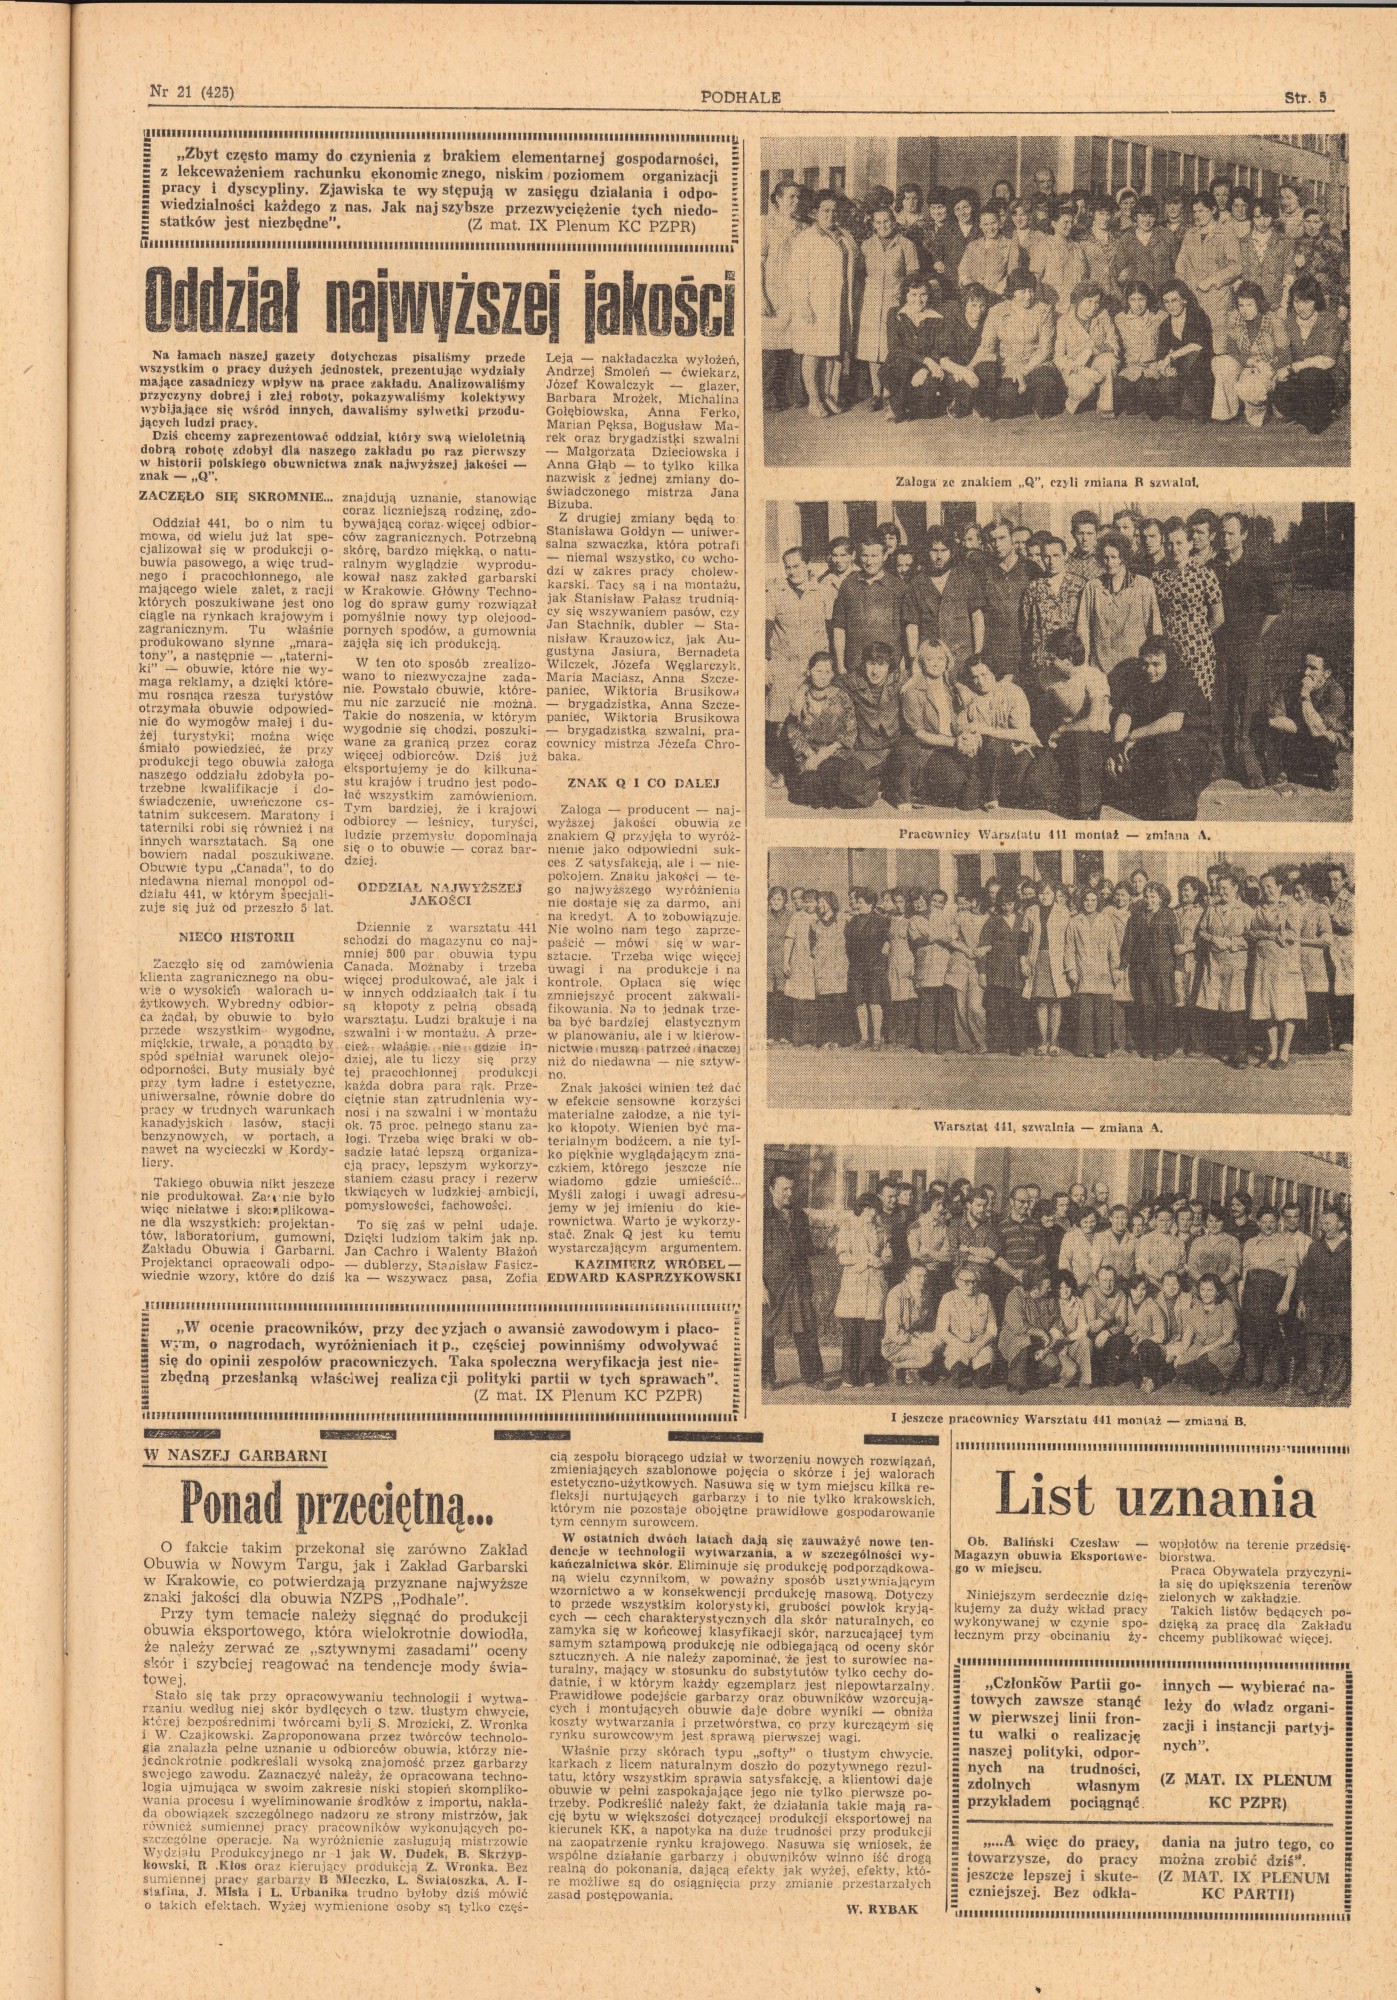 Nr 21 (425)
PODHALE
Str. 5
„Zbyt często mamy do czynienia z brakiem elementarnej gospodarności,
z lekceważeniem rachunku ekonomicznego, niskim poziomem organizacji
pracy i dyscypliny. Zjawiska te występują w zasięgu działania i odpo-
wiedzialności każdego z nas. Jak najszybsze przezwyciężenie tych niedo-
statków jest niezbędne".
(Z mat. IX Plenum KC PZPR)
Oddział najwyższej jakości
Na łamach naszej gazety dotychczas pisaliśmy przede
wszystkim o pracy dużych jednostek, prezentując wydziały
mające zasadniczy wpływ na prace zakładu. Analizowaliśmy
przyczyny dobrej i złej roboty, pokazywaliśmy kolektywy
wybijające się wśród innych, dawaliśmy sylwetki przodu-
jących ludzi pracy.
Dziś chcemy zaprezentować oddział, który swą wieloletnią
dobrą robotę zdobył dla naszego zakładu po raz pierwszy
w historii polskiego obuwnictwa znak najwyższej jakości —
znak — „Q".
ZACZĘŁO SIĘ SKROMNIE...
Oddział 441, bo o nim tu
mowa, od wielu już lat spe-
cjalizował się w produkcji o-
buwia pasowego, a więc trud-
nego i pracochłonnego, ale
mającego wiele zalet, z racji
których poszukiwane jest ono
ciągle na rynkach krajowym i
zagranicznym. Tu właśnie
produkowano słynne „mara-
tony", a następnie — „taterni-
ki" — obuwie, które nie wy-
maga reklamy, a dzięki które-
mu rosnąca rzesza turystów
otrzymała obuwie odpowied-
nie do wymogów małej i du-
żej turystyki; można więc
śmiało powiedzieć, że przy
produkcji tego obuwia załoga
naszego oddziału zdobyła po-
trzebne kwalifikacje i do-
świadczenie, uwieńczone os-
tatnim sukcesem. Maratony i
taterniki robi się również i na
innych warsztatach. Są one
bowiem nadal poszukiwane.
Obuwie typu „Canada", to do
niedawna niemal monopol od-
działu 441, w którym specjali-
zuje się już od przeszło 5 lat.
NIECO HISTORII
Zaczęło się od zamówienia
klienta zagranicznego na obu-
wie o wysokich walorach u-
żytkowych. Wybredny odbior-
ca żądał, by obuwie to było
przede wszystkim wygodne,
miękkie, trwałe, a ponadto by
spód spełniał warunek olejo-
odporności. Buty musiały być
przy tym ładne i estetyczne,
uniwersalne, równie dobre do
pracy w trudnych warunkach
kanadyjskich lasów, stacji
benzynowych, w portach, a
nawet na wycieczki w Kordy-
liery.
Takiego obuwia nikt jeszcze
nie produkował. Zadanie było
więc niełatwe i skomplikowa-
ne dla wszystkich: projektan-
tów, laboratorium, gumowni,
Zakładu Obuwia i Garbarni.
Projektanci opracowali odpo-
wiednie wzory, które do dziś
znajdują uznanie, stanowiąc
coraz liczniejszą rodzinę, zdo-
bywającą coraz więcej odbior-
ców zagranicznych. Potrzebną
skórę, bardzo miękką, o natu-
ralnym wyglądzie wyprodu-
kował nasz zakład garbarski
w Krakowie. Główny Techno-
log do spraw gumy rozwiązał
pomyślnie nowy typ olejood-
pornych spodów, a gumownia
zajęła się ich produkcją.
W ten oto sposób zrealizo-
wano to niezwyczajne zada-
nie. Powstało obuwie, które-
mu nic zarzucić nie można.
Takie do noszenia, w którym
wygodnie się chodzi, poszuki-
wane za granicą przez coraz
więcej odbiorców. Dziś już
eksportujemy je do kilkuna-
stu krajów i trudno jest podo-
łać wszystkim zamówieniom.
Tym bardziej, że i krajowi
odbiorcy — leśnicy, turyści,
ludzie przemysłu dopominają
się o to obuwie — coraz bar-
dziej.
ODDZIAŁ NAJWYŻSZEJ
JAKOŚCI
Dziennie z warsztatu 441
schodzi do magazynu co naj-
mniej 500 par obuwia typu
Canada. Możnaby i trzeba
więcej produkować, ale jak i
w innych oddziałch tak i tu
są kłopoty z pełną obsadą
warsztatu. Ludzi brakuje i na
szwalni i w montażu. A prze-
cież właśnie nie gdzie in-
dziej, ale tu liczy się przy
tej pracochłonnej produkcji
każda dobra para rąk. Prze-
ciętnie stan zatrudnienia wy-
nosi i na szwalni i w montażu
ok. 75 proc. pełnego stanu za-
łogi. Trzeba więc braki w ob-
sadzie łatać lepszą organiza-
cją pracy, lepszym wykorzy-
staniem czasu pracy i rezerw
tkwiących w ludzkiej ambicji,
pomysłowości, fachowości.
To się zaś w pełni udaje.
Dzięki ludziom takim jak np.
Jan Cachro i Walenty Błażoń
— dublerzy, Stanisław Fasicz-
ka — wszywacz pasa, Zofia
Leja — nakładaczka wyłożeń,
Andrzej Smoleń — ćwiekarz,
Józef Kowalczyk — glazer,
Barbara Mrożek, Michalina
Gołębiowska, Anna Ferko,
Marian Pęksa, Bogusław Ma-
rek oraz brygadzistki szwalni
— Małgorzata Dzieciowska i
Anna Głąb — to tylko kilka
nazwisk z jednej zmiany do-
świadczonego mistrza Jana
Bizuba.
Z drugiej zmiany będą to
Stanisława Gołdyn — uniwer-
salna szwaczka, która potrafi
— niemal wszystko, co wcho-
dzi w zakres pracy cholew-
karski. Tacy są i na montażu,
jak Stanisław Pałasz trudnią-
cy się wszywaniem pasów, czy
Jan Stachnik, dubler — Sta-
nisław Krauzowicz, jak Au-
gustyna Jasiura, Bernadeta
Wilczek, Józefa Węglarczyk,
Maria Maciasz, Anna Szcze-
paniec, Wiktoria Brusikowa
— brygadzistka, Anna Szcze-
paniec, Wiktoria Brusikowa
— brygadzistka szwalni, pra-
cownicy mistrza Józefa Chro-
baka.
ZNAK Q I CO DALEJ
Załoga — producent — naj-
wyższej jakości obuwia ze
znakiem Q przyjęła to wyróż-
nienie jako odpowiedni suk-
ces. Z satysfakcją, ale i — nie-
pokojem. Znaku jakości — te-
go najwyższego wyróżnienia
nie dostaje się za darmo, ani
na kredyt. A to zobowiązuje.
Nie wolno nam tego zaprze-
paścić — mówi się w war-
sztacie. Trzeba więc więcej
uwagi i na produkcje i na
kontrole. Opłaca się więc
zmniejszyć procent zakwali-
fikowania. Na to jednak trze-
ba być bardziej elastycznym
w planowaniu, ale i w kierow-
nictwie muszą patrzeć inaczej
niż do niedawna — nie sztyw-
no.
Znak jakości winien też dać
w efekcie sensowne korzyści
materialne załodze, a nie tyl-
ko kłopoty. Wienien być ma-
terialnym bodźcem, a nie tyl-
ko pięknie wyglądającym zna-
czkiem, którego jeszcze nie
wiadomo gdzie umieścić...
Myśli załogi i uwagi adresu-
jemy w jej imieniu do kie-
rownictwa. Warto je wykorzy-
stać. Znak Q jest ku temu
wystarczającym argumentem.
KAZIMIERZ WRÓBEL —
EDWARD KASPRZYKOWSKI
Załoga ze znakiem „Q", czyli zmiana B szwalni.
Pracownicy Warsztatu 441 montaż — zmiana A.
Warsztat 441, szwalnia — zmiana A.
I jeszcze pracownicy Warsztatu 441 montaż — zmiana B.
„W ocenie pracowników, przy decyzjach o awansie zawodowym i płaco-
wym, o nagrodach, wyróżnieniach itp., częściej powinniśmy odwoływać
się do opinii zespołów pracowniczych. Taka społeczna weryfikacja jest nie-
zbędną przesłanką właściwej realizacji polityki partii w tych sprawach".
(Z mat. IX Plenum KC PZPR)
W NASZEJ GARBARNI
Ponad przeciętną...
O fakcie takim przekonał się zarówno Zakład
Obuwia w Nowym Targu, jak i Zakład Garbarski
w Krakowie, co potwierdzają przyznane najwyższe
znaki jakości dla obuwia NZPS „Podhale".
Przy tym temacie należy sięgnąć do produkcji
obuwia eksportowego, która wielokrotnie dowiodła,
że należy zerwać ze „sztywnymi zasadami" oceny
skór i szybciej reagować na tendencje mody świa-
towej.
Stało się tak przy opracowywaniu technologii i wytwa-
rzaniu według niej skór bydlęcych o tzw. tłustym chwycie,
której bezpośrednimi twórcami byli S. Mrozicki, Z. Wronka
i W. Czajkowski. Zaproponowana przez twórców technolo-
gia znalazła pełne uznanie u odbiorców obuwia, którzy nie-
jednokrotnie podkreślali wysoką znajomość przez garbarzy
swojego zawodu. Zaznaczyć należy, że opracowana techno-
logia ujmująca w swoim zakresie niski stopień skompliko-
wania procesu i wyeliminowanie środków z importu, nakła-
da obowiązek szczególnego nadzoru ze strony mistrzów, jak
również sumiennej pracy pracowników wykonujących po-
szczególne operacje. Na wyróżnienie zasługują mistrzowie
Wydziału Produkcyjnego nr 1 jak W. Dudek, B. Skrzyp-
kowski, R. Kłos oraz kierujący produkcją Z. Wronka. Bez
sumiennej pracy garbarzy B Mleczko, L. Światoszka, A. I-
stafina, J. Misla i L. Urbanika trudno byłoby dziś mówić
o takich efektach. Wyżej wymienione osoby są tylko częś-
cią zespołu biorącego udział w tworzeniu nowych rozwiązań,
zmieniających szablonowe pojęcia o skórze i jej walorach
estetyczno-użytkowych. Nasuwa się w tym miejscu kilka re-
fleksji nurtujących garbarzy i to nie tylko krakowskich,
którym nie pozostaje obojętne prawidłowe gospodarowanie
tym cennym surowcem.
W ostatnich dwóch latach dają się zauważyć nowe ten-
dencje w technologii wytwarzania, a w szczególności wy-
kańczalnictwa skór. Eliminuje się produkcję podporządkowa-
ną wielu czynnikom, w poważny sposób usztywniającym
wzornictwo a w konsekwencji produkcję masową. Dotyczy
to przede wszystkim kolorystyki, grubości powłok kryją-
cych — cech charakterystycznych dla skór naturalnych, co
zamyka się w końcowej klasyfikacji skór, narzucającej tym
samym sztampową produkcję nie odbiegającą od oceny skór
sztucznych. A nie należy zapominać, że jest to surowiec na-
turalny, mający w stosunku do substytutów tylko cechy do-
datnie, i w którym każdy egzemplarz jest niepowtarzalny.
Prawidłowe podejście garbarzy oraz obuwników wzorcują-
cych i montujących obuwie daje dobre wyniki — obniża
koszty wytwarzania i przetwórstwa, co przy kurczącym się
rynku surowcowym jest sprawą pierwszej wagi.
Właśnie przy skórach typu „softy" o tłustym chwycie,
karkach z licem naturalnym doszło do pozytywnego rezul-
tatu, który wszystkim sprawia satysfakcję, a klientowi daje
obuwie w pełni zaspokajające jego nie tylko pierwsze po-
trzeby. Podkreślić należy fakt, że działania takie mają ra-
cję bytu w większości dotyczącej produkcji eksportowej na
kierunek KK, a napotyka na duże trudności przy produkcji
na zaopatrzenie rynku krajowego. Nasuwa się wniosek, że
wspólne działanie garbarzy i obuwników winno iść drogą
realną do pokonania, dającą efekty jak wyżej, efekty, któ-
re możliwe są do osiągnięcia przy zmianie przestarzałych
zasad postępowania.
W. RYBAK
List uznania
Ob. Baliński Czesław —
Magazyn obuwia Eksportowe-
go w miejscu.
Niniejszym serdecznie dzię-
kujemy za duży wkład pracy
wykonywanej w czynie spo-
łecznym przy obcinaniu ży-
wopłotów na terenie przedsię-
biorstwa.
Praca Obywatela przyczyni-
ła się do upiększenia terenów
zielonych w zakładzie.
Takich listów będących po-
dzięką za pracę dla Zakładu
chcemy publikować więcej.
„Członków Partii go-
towych zawsze stanąć
w pierwszej linii fron-
tu walki o realizację
naszej polityki, odpor-
nych na trudności,
zdolnych własnym
przykładem pociągnąć
innych — wybierać na-
leży do władz organi-
zacji i instancji partyj-
nych".
(Z MAT. IX PLENUM
KC PZPR)
„...A więc do pracy,
towarzysze, do pracy
jeszcze lepszej i skute-
czniejszej. Bez odkła-
dania na jutro tego, co
można zrobić dziś".
(Z MAT. IX PLENUM
KC PARTII)